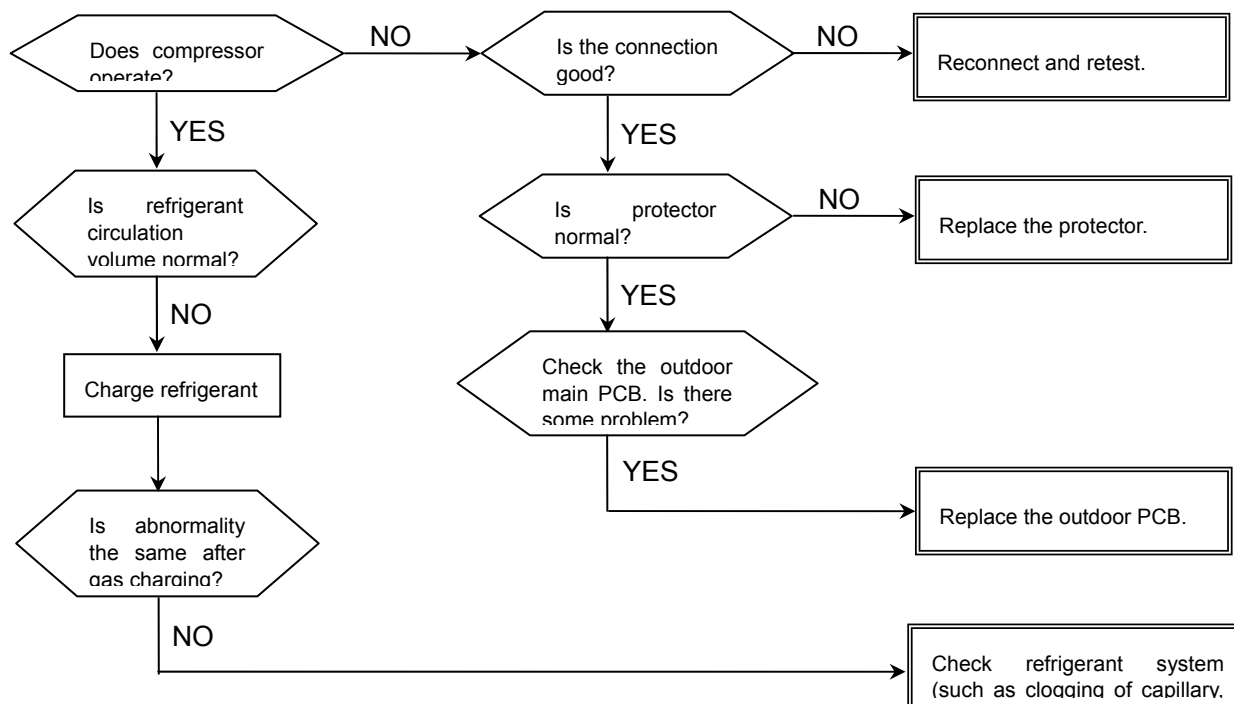 Does compressor
operate?
NO
Is the connection
good?
NO
Reconnect and retest.
YES
YES
Is refrigerant
circulation
volume normal?
Is protector
normal?
NO
Replace the protector.
NO
YES
Charge refrigerant
Check the outdoor
main PCB. Is there
some problem?
YES
Replace the outdoor PCB.
Is abnormality
the same after
gas charging?
NO
Check refrigerant system
(such as clogging of capillary,